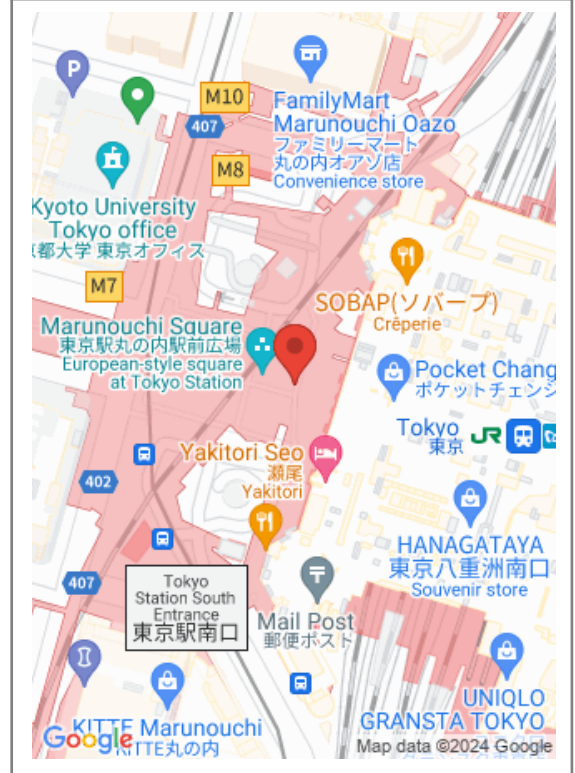 P
M10
407
FamilyMart
Marunouchi Oazo
ファミリーマート
丸の内オアゾ店
Convenience store
M8
Kyoto University
Tokyo office
京都大学 東京オフィス
M7
SOBAP(ソバープ)
Crêperie
Marunouchi Square
東京駅丸の内駅前広場
European-style square
at Tokyo Station
Pocket Chang
ポケットチェンジ
Tokyo
東京
JR
Yakitori Seo
瀬尾
Yakitori
402
HANAGATAYA
東京八重洲南口
Souvenir store
407
Tokyo
Station South
Entrance
東京駅南口
Mail Post
郵便ポスト
UNIQLO
GRANSTA TOKYO
KITTE Marunouchi
KITTE丸の内
Google
Map data ©2024 Google